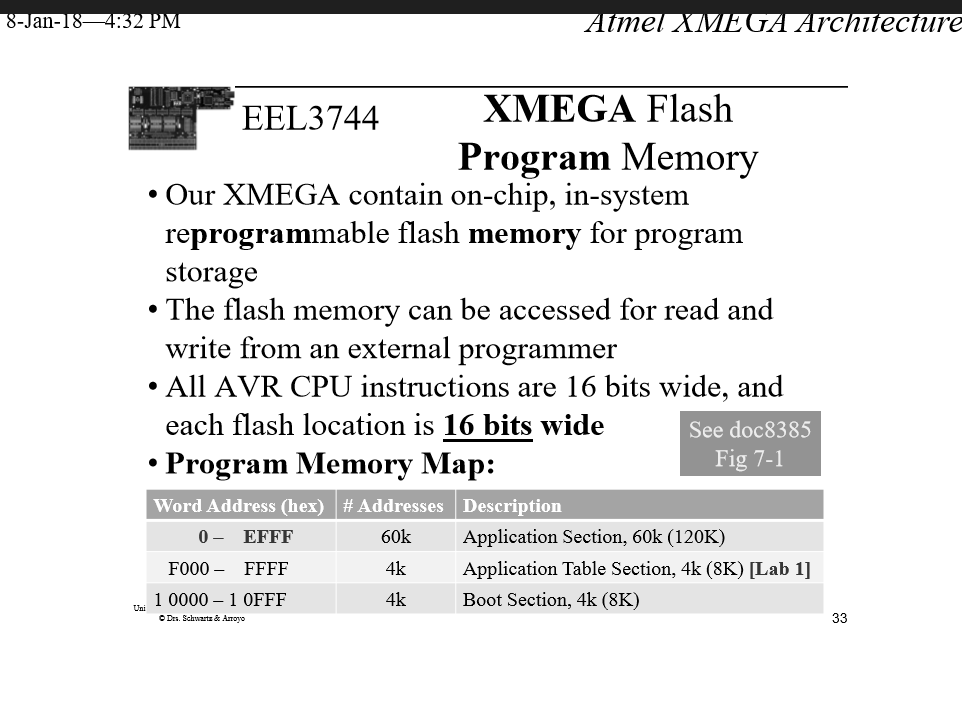 8-Jan-18—4:32 PM
Atmel XMEGA Architecture
EEL3744
XMEGA Flash
Program Memory
• Our XMEGA contain on-chip, in-system
reprogrammable flash memory for program
storage
• The flash memory can be accessed for read and
write from an external programmer
• All AVR CPU instructions are 16 bits wide, and
each flash location is 16 bits wide
See doc8385
Fig 7-1
• Program Memory Map:
Word Address (hex) # Addresses Description
0 – EFFF 60k Application Section, 60k (120K)
F000 – FFFF 4k Application Table Section, 4k (8K) [Lab 1]
1 0000 – 1 0FFF 4k Boot Section, 4k (8K)
Uni
© Drs. Schwartz & Arroyo
33